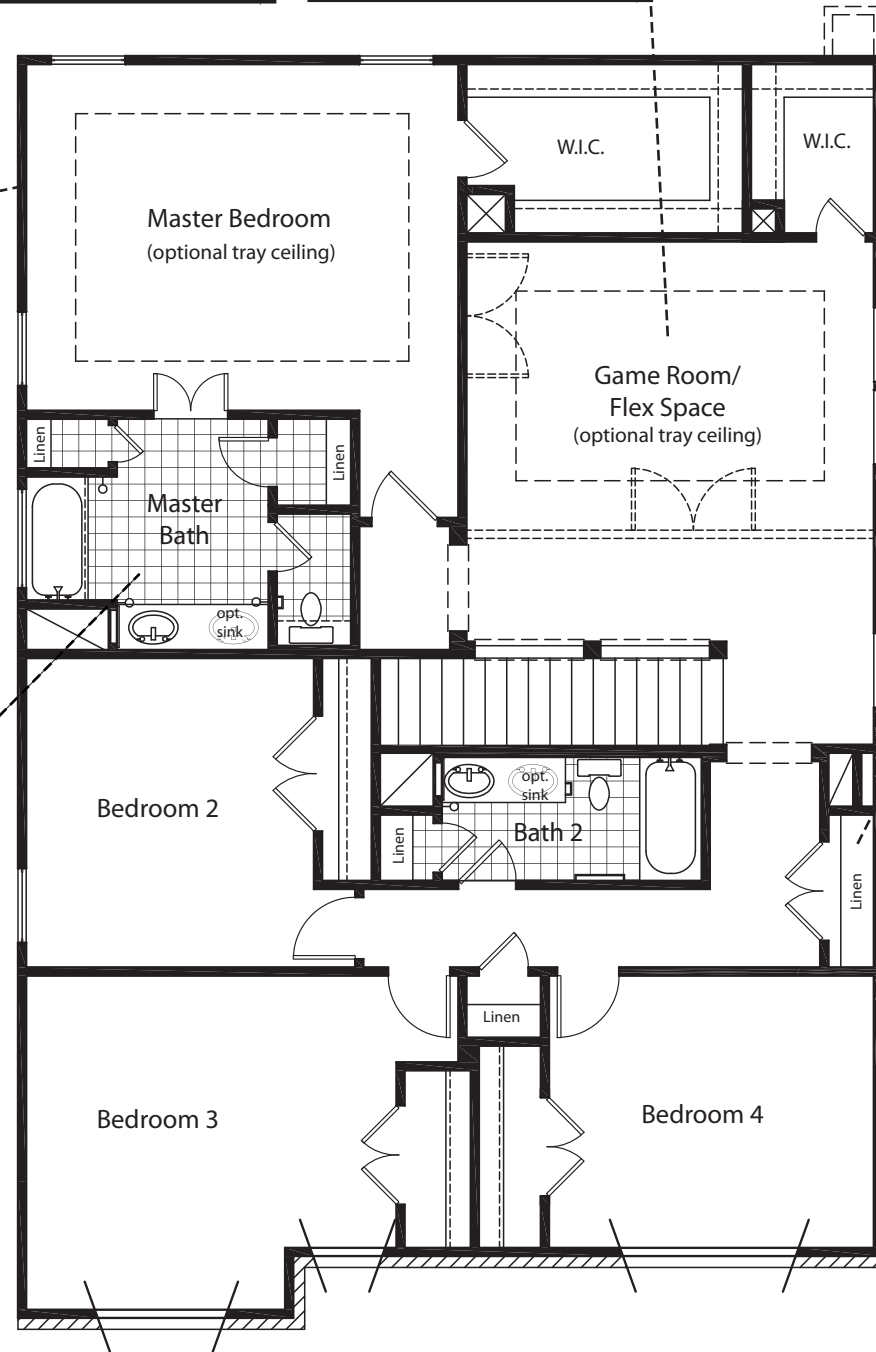 W.I.C.
W.I.C.
Master Bedroom
(optional tray ceiling)
Game Room/
Flex Space
(optional tray ceiling)
Linen
Linen
Master
Bath
opt.
sink
Bedroom 2
opt.
sink
Bath 2
Linen
Linen
Linen
Bedroom 3
Bedroom 4